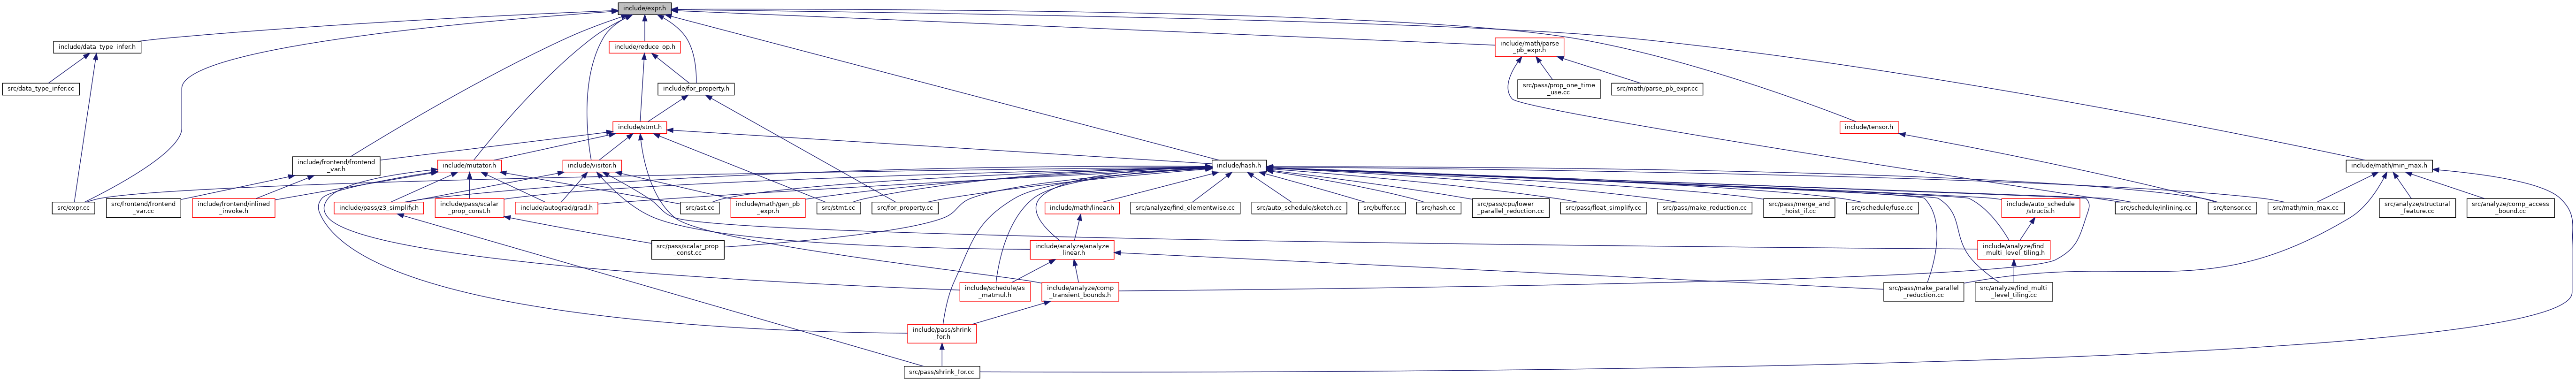 include/expr.h
include/data_type_infer.h
include/reduce_op.h
include/math/parse
_pb_expr.h
src/data_type_infer.cc
include/for_property.h
src/pass/prop_one_time
_use.cc
src/math/parse_pb_expr.cc
include/stmt.h
include/tensor.h
include/frontend/frontend
_var.h
include/mutator.h
include/visitor.h
include/hash.h
include/math/min_max.h
src/expr.cc
src/frontend/frontend
_var.cc
include/frontend/inlined
_invoke.h
include/pass/z3_simplify.h
include/pass/scalar
_prop_const.h
include/autograd/grad.h
src/ast.cc
include/math/gen_pb
_expr.h
src/stmt.cc
src/for_property.cc
include/math/linear.h
src/analyze/find_elementwise.cc
src/auto_schedule/sketch.cc
src/buffer.cc
src/hash.cc
src/pass/cpu/lower
_parallel_reduction.cc
src/pass/float_simplify.cc
src/pass/make_reduction.cc
src/pass/merge_and
_hoist_if.cc
src/schedule/fuse.cc
include/auto_schedule
/structs.h
src/schedule/inlining.cc
src/tensor.cc
src/math/min_max.cc
src/analyze/structural
_feature.cc
src/analyze/comp_access
_bound.cc
src/pass/scalar_prop
_const.cc
include/analyze/analyze
_linear.h
include/analyze/find
_multi_level_tiling.h
include/schedule/as
_matmul.h
include/analyze/comp
_transient_bounds.h
src/pass/make_parallel
_reduction.cc
src/analyze/find_multi
_level_tiling.cc
include/pass/shrink
_for.h
src/pass/shrink_for.cc